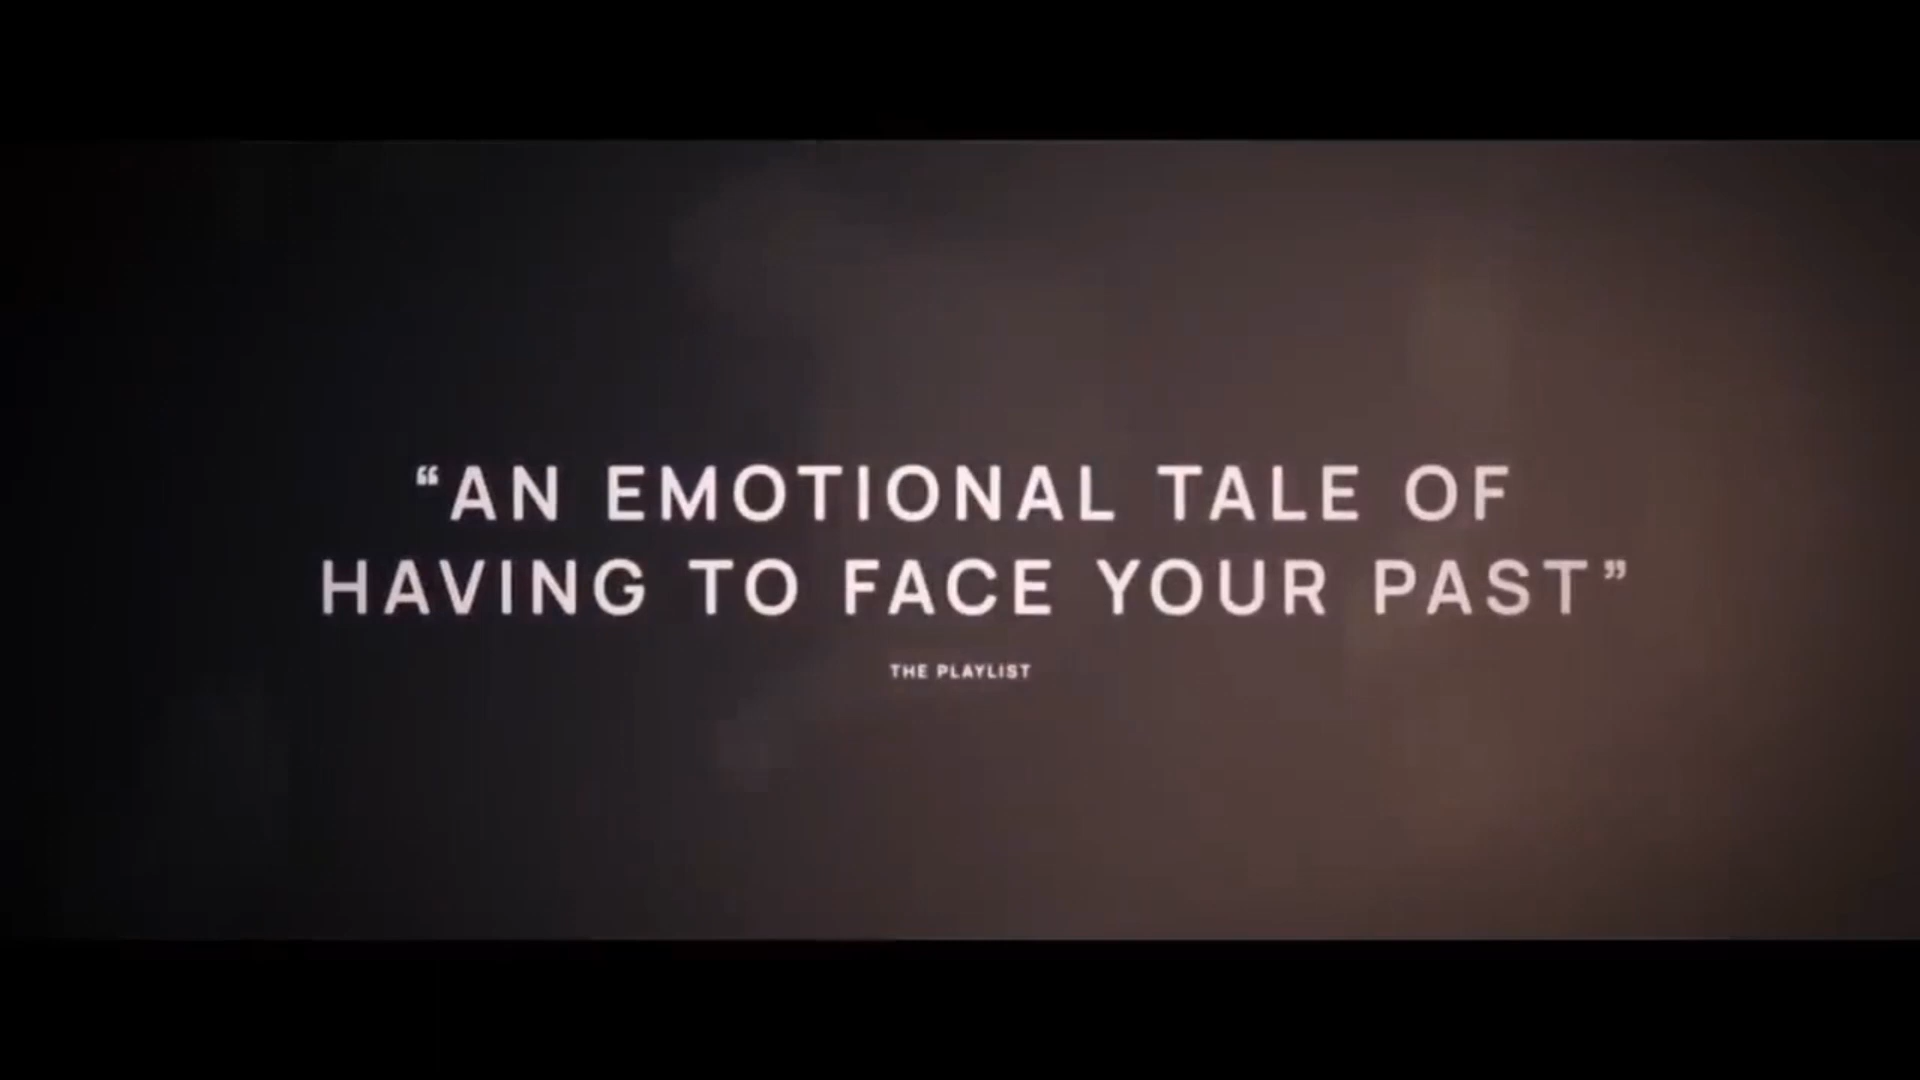 “AN EMOTIONAL TALE OF
HAVING TO FACE YOUR PAST”
THE PLAYLIST